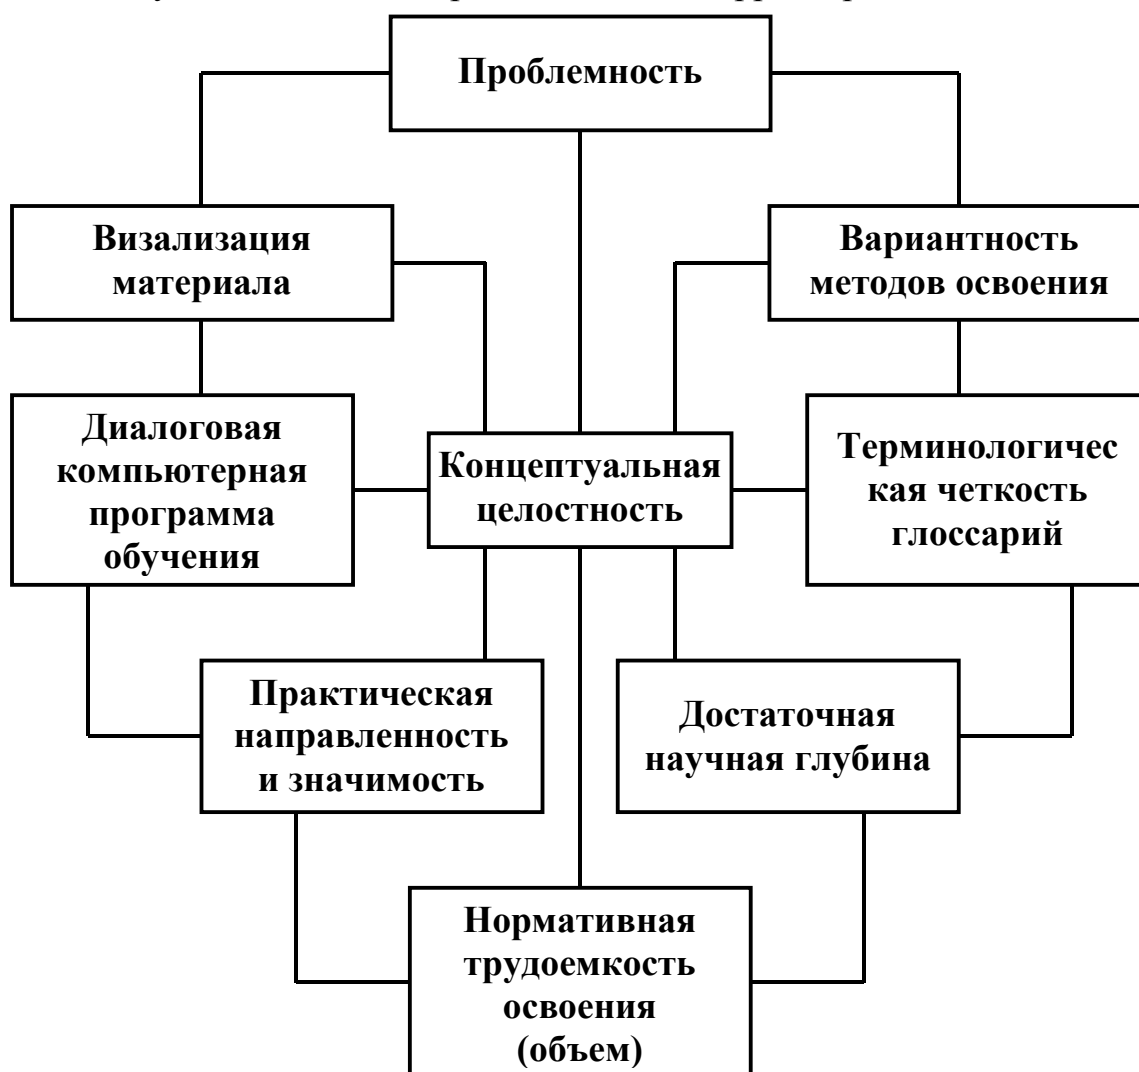 Проблемность
Визализация
материала
Вариантность
методов освоения
Диалоговая
компьютерная
программа
обучения
Концептуальная
целостность
Терминологичес
кая четкость
глоссарий
Практическая
направленность
и значимость
Достаточная
научная глубина
Нормативная
трудоемкость
освоения
(объем)